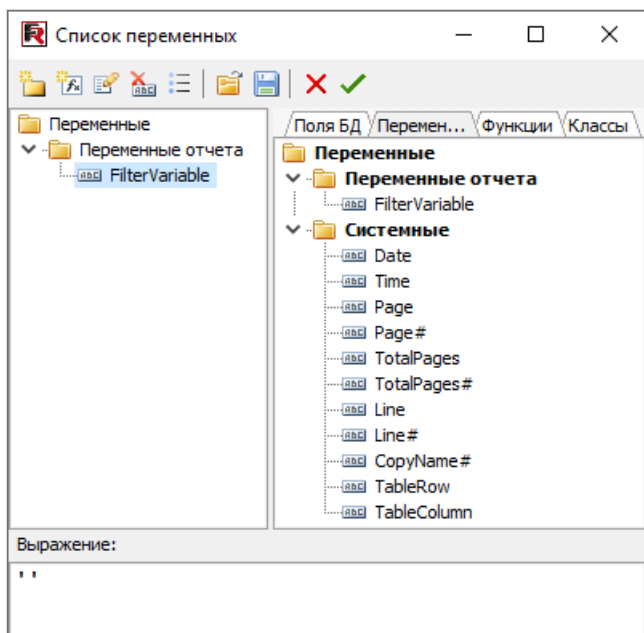 Список переменных
Переменные
Переменные отчета
FilterVariable
Поля БД Перемен... Функции Классы
Переменные
Переменные отчета
FilterVariable
Системные
Date
Time
Page
Page#
TotalPages
TotalPages#
Line
Line#
CopyName#
TableRow
TableColumn
Выражение:
' '